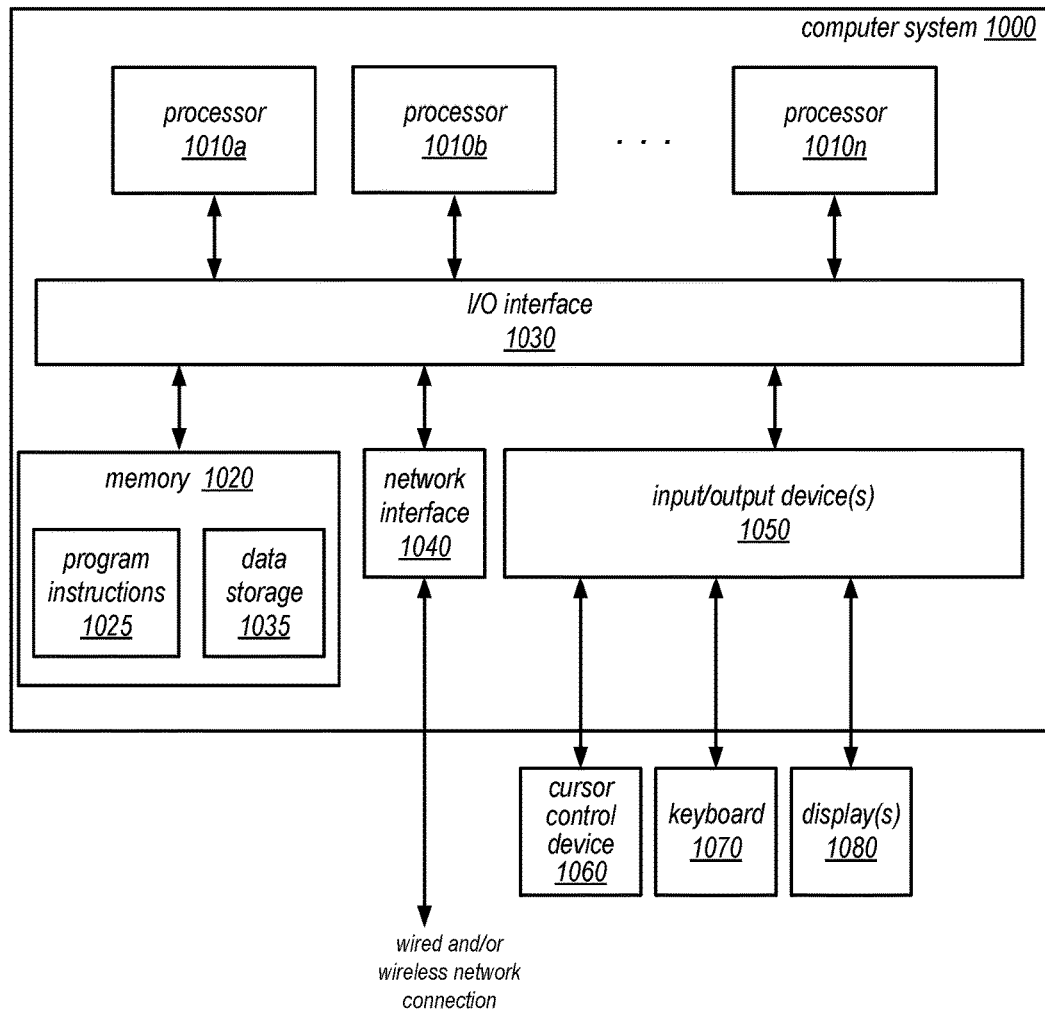 computer system 1000
processor
1010a
processor
1010b
. . .
processor
1010n
I/O interface
1030
memory 1020
program
instructions
1025
data
storage
1035
network
interface
1040
input/output device(s)
1050
cursor
control
device
1060
keyboard
1070
display(s)
1080
wired and/or
wireless network
connection